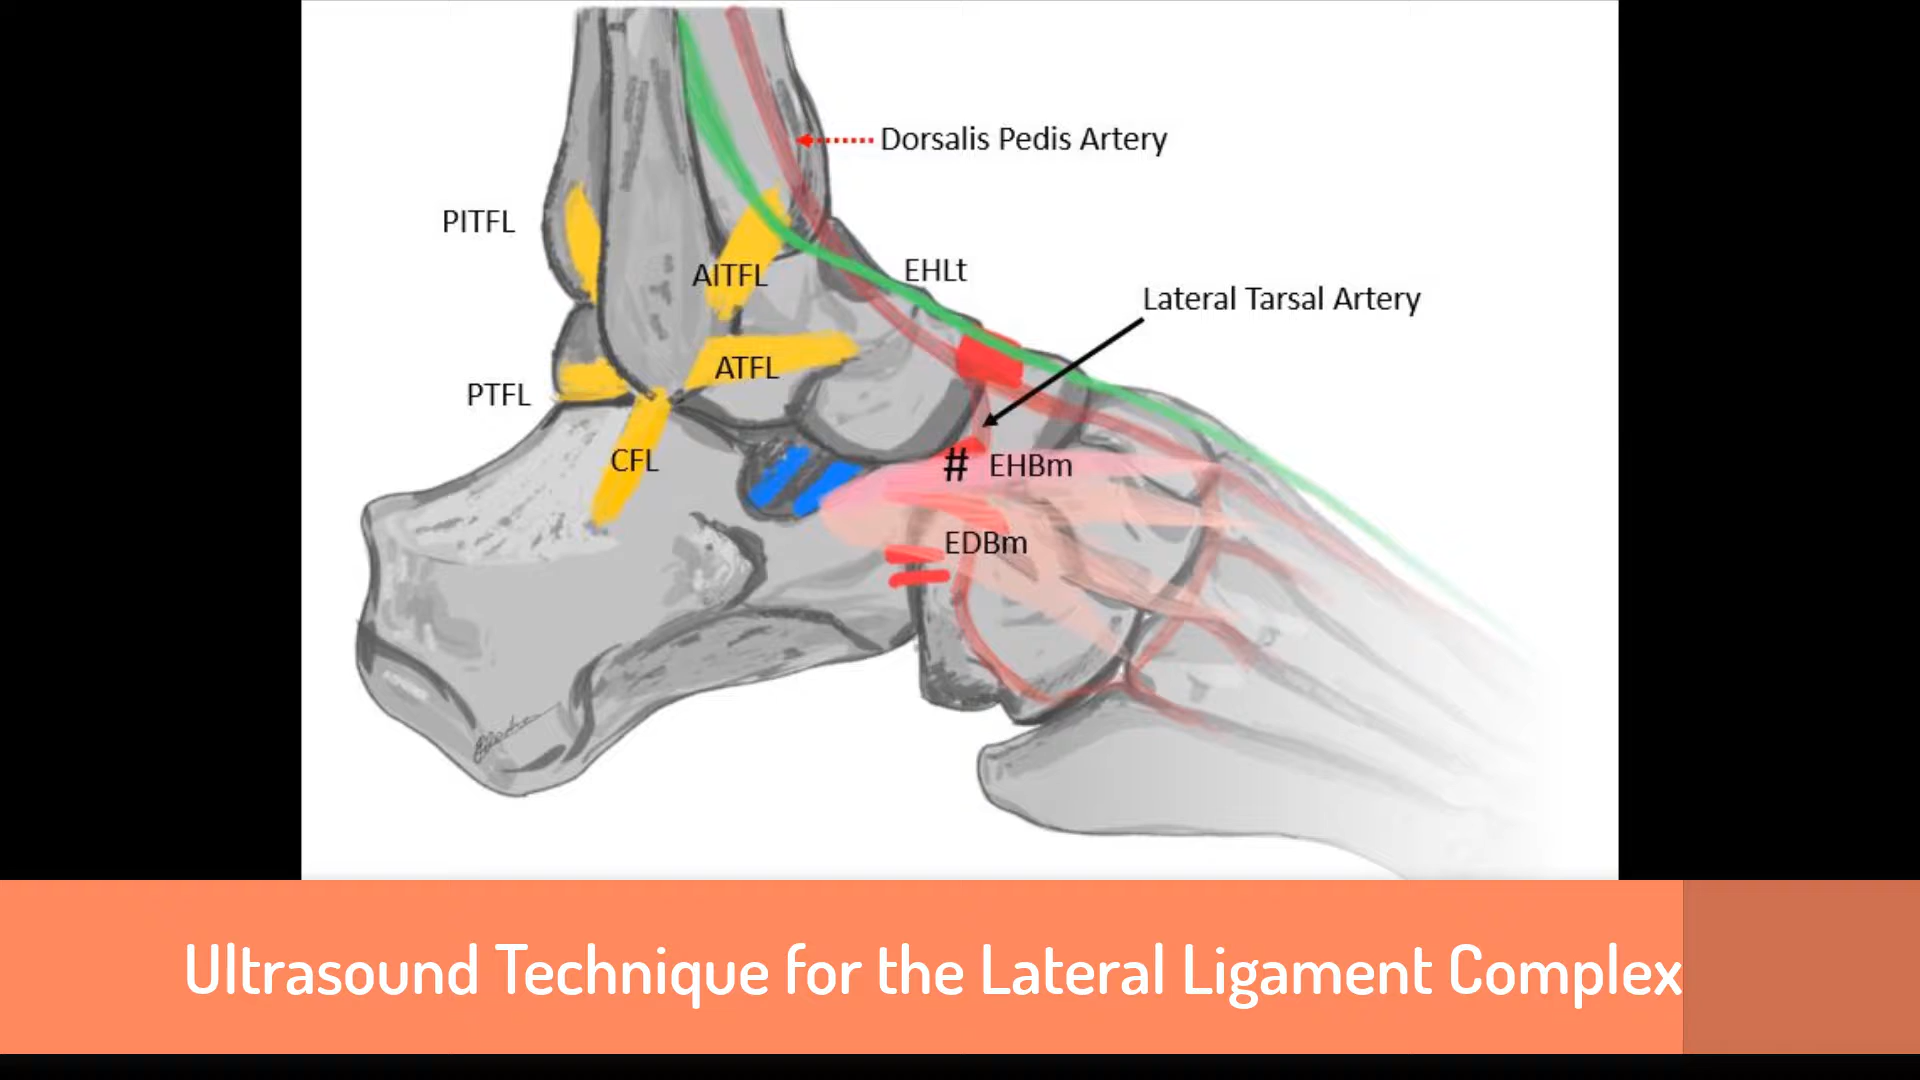 Dorsalis Pedis Artery
PITFL
AITFL
EHLt
Lateral Tarsal Artery
ATFL
PTFL
CFL
# EHBm
EDBm
Ultrasound Technique for the Lateral Ligament Complex